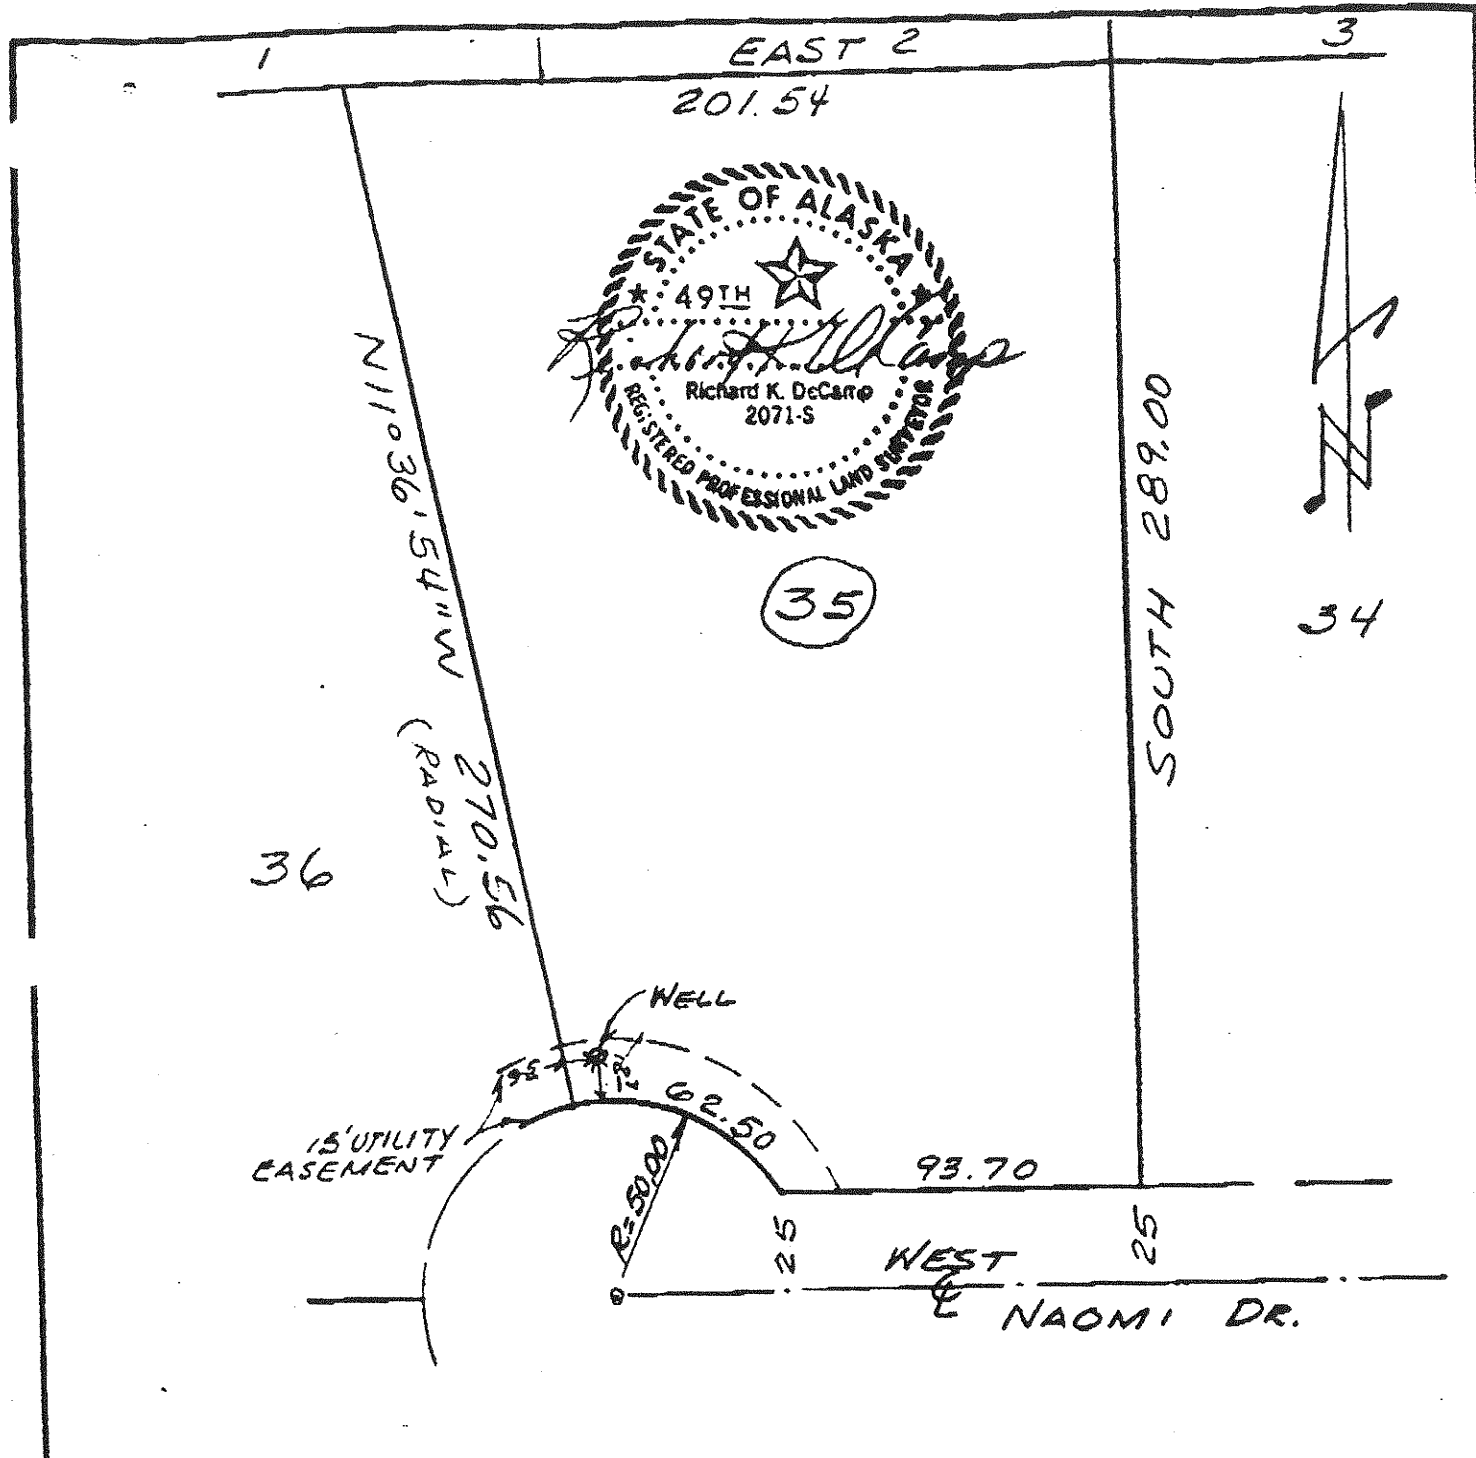 1 EAST 2 3
201.54
STATE OF ALASKA
49TH
Richard K. DeCamp
2071-S
REGISTERED PROFESSIONAL LAND SURVEYOR
N11°36'54"W 270.56
(RADIAL)
SOUTH 289.00
35
34
36
WELL
62.50
15' UTILITY
EASEMENT
R=50.00
93.70
25
25
WEST
NAOMI DR.